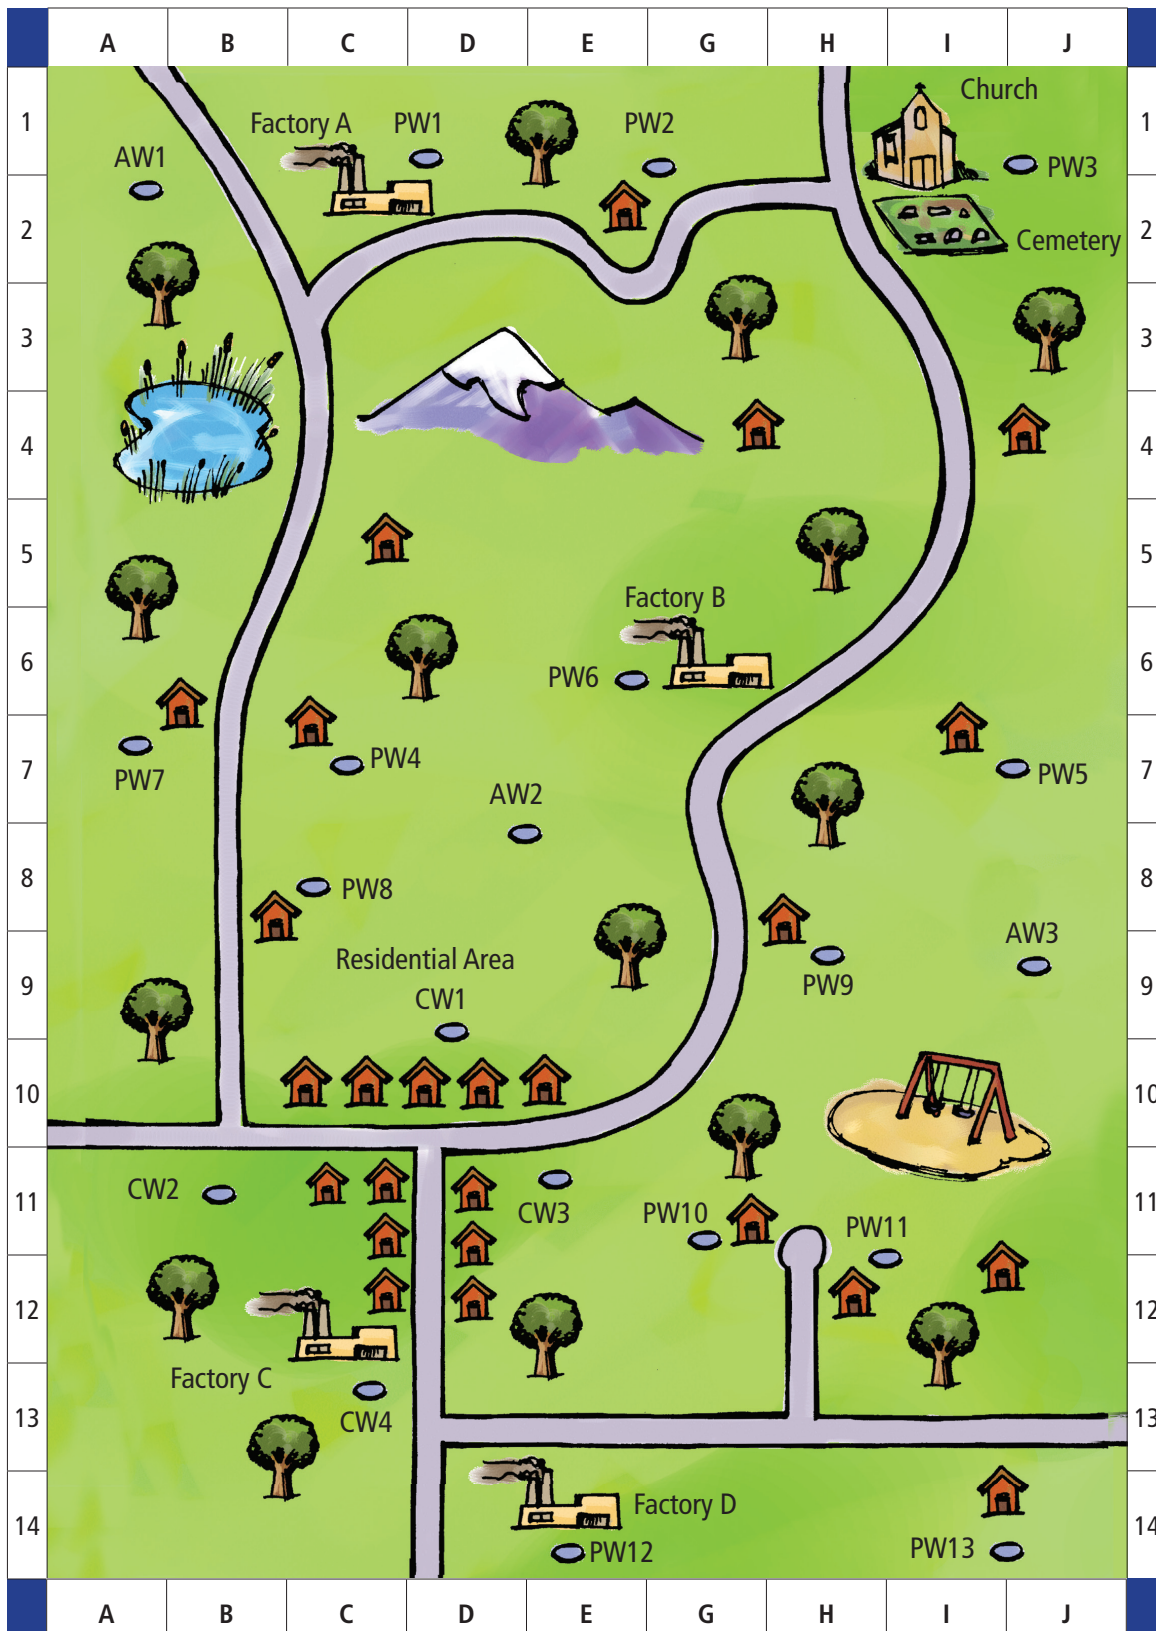 A B C D E G H I J
1
Church
Factory A PW1 PW2
AW1
PW3
2
Cemetery
3
4
5
Factory B
6
PW6
PW4
7
PW7
PW5
AW2
8
PW8
AW3
Residential Area
9
PW9
CW1
10
CW2
11
CW3 PW10
PW11
12
Factory C
13
CW4
Factory D
14
PW12 PW13
A B C D E G H I J
1
2
3
4
5
6
7
8
9
10
11
12
13
14